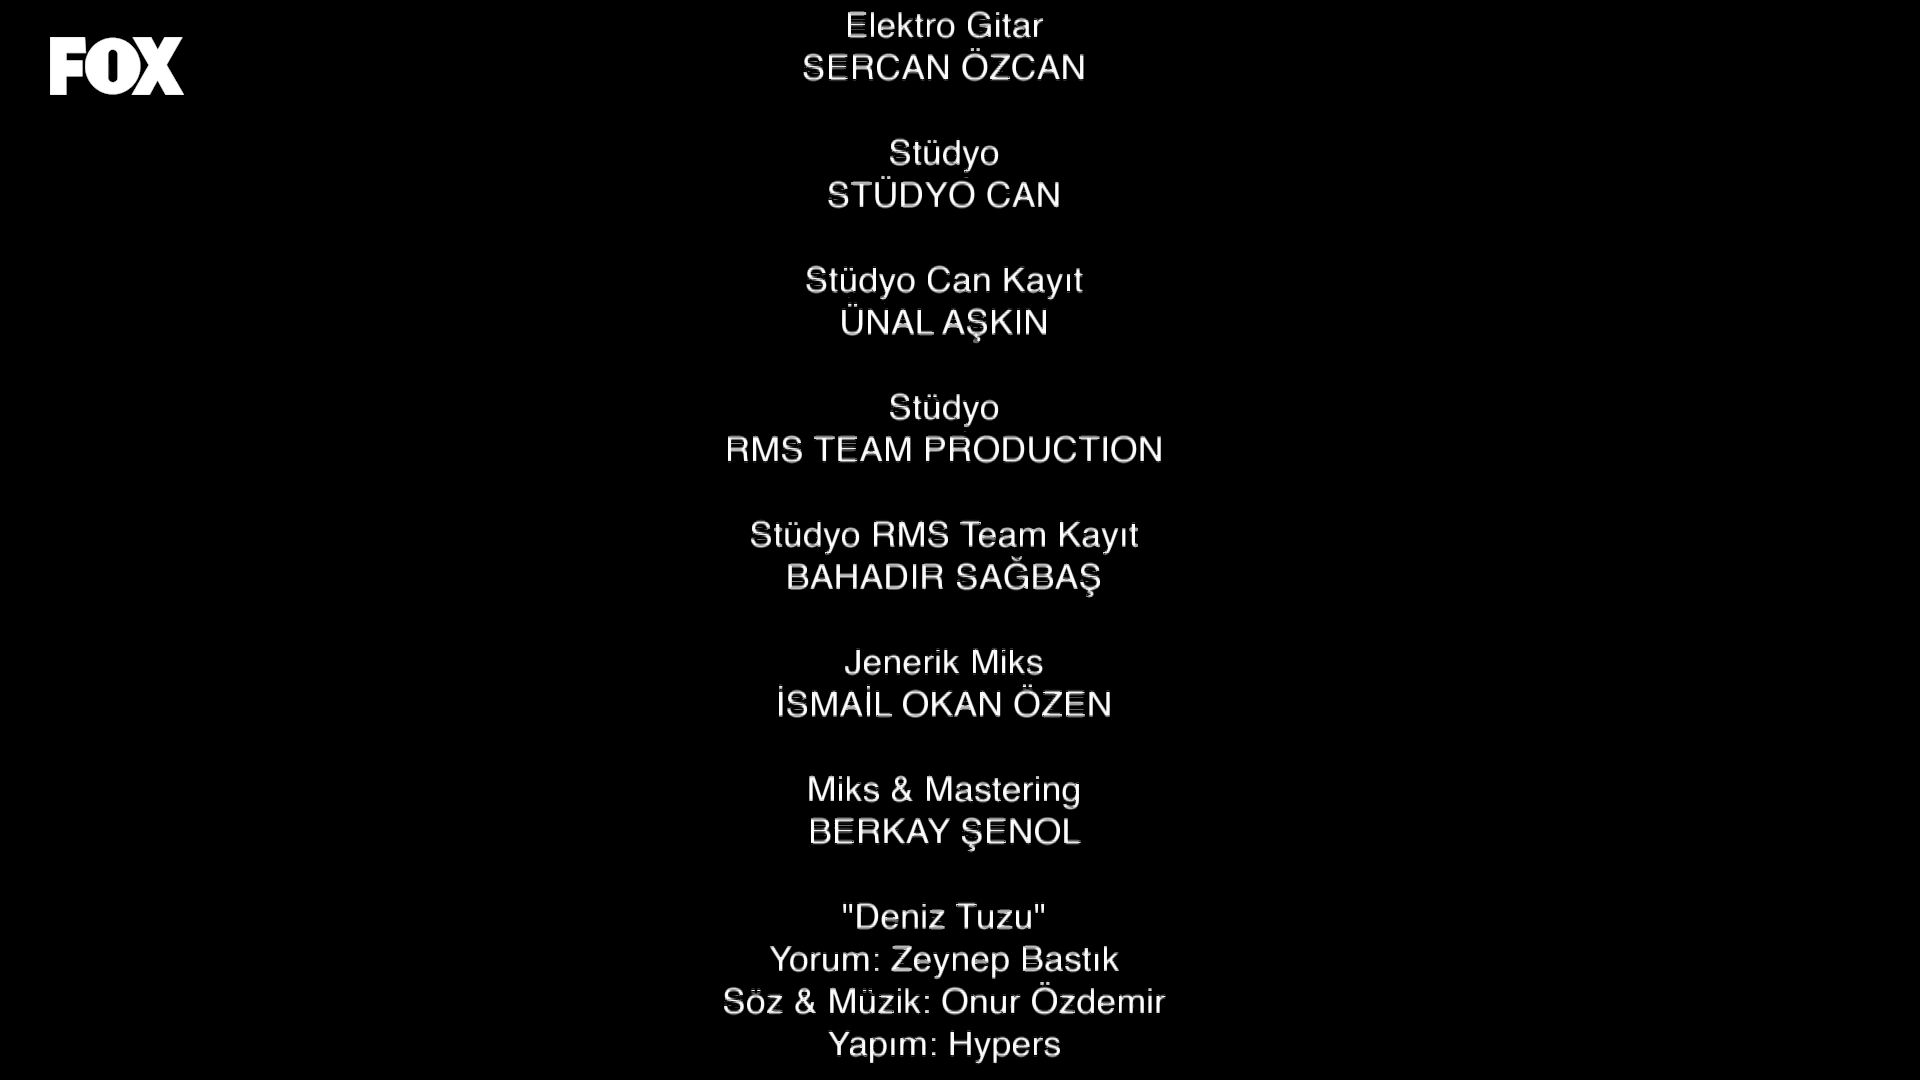 FOX
Elektro Gitar
SERCAN ÖZCAN
Stüdyo
STÜDYO CAN
Stüdyo Can Kayıt
ÜNAL AŞKIN
Stüdyo
RMS TEAM PRODUCTION
Stüdyo RMS Team Kayıt
BAHADIR SAĞBAŞ
Jenerik Miks
İSMAİL OKAN ÖZEN
Miks & Mastering
BERKAY ŞENOL
"Deniz Tuzu"
Yorum: Zeynep Bastık
Söz & Müzik: Onur Özdemir
Yapım: Hypers